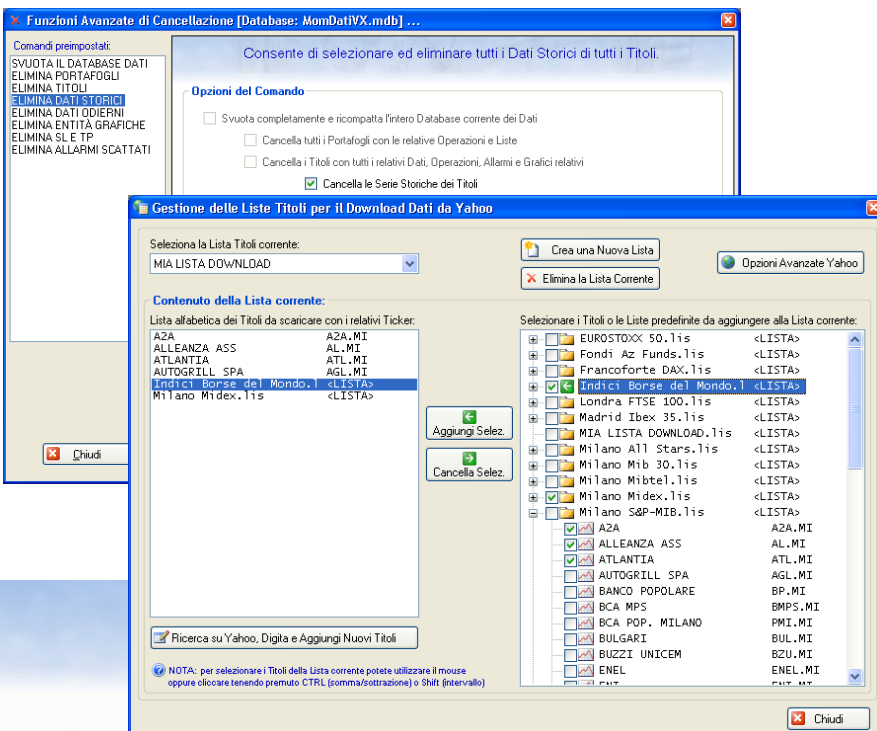 Funzioni Avanzate di Cancellazione [Database: MomDatiVX.mdb] ...
Comandi preimpostati:
SVUOTA IL DATABASE DATI
ELIMINA PORTAFOGLI
ELIMINA TITOLI
ELIMINA DATI STORICI
ELIMINA DATI ODIERNI
ELIMINA ENTITÀ GRAFICHE
ELIMINA SL E TP
ELIMINA ALLARMI SCATTATI
Consente di selezionare ed eliminare tutti i Dati Storici di tutti i Titoli.
Opzioni del Comando
Svuota completamente e ricompatta l'intero Database corrente dei Dati
Cancella tutti i Portafogli con le relative Operazioni e Liste
Cancella i Titoli con tutti i relativi Dati, Operazioni, Allarmi e Grafici relativi
Cancella le Serie Storiche dei Titoli
Chiudi
Gestione delle Liste Titoli per il Download Dati da Yahoo
Seleziona la Lista Titoli corrente:
MIA LISTA DOWNLOAD
Crea una Nuova Lista
Elimina la Lista Corrente
Opzioni Avanzate Yahoo
Contenuto della Lista corrente:
Lista alfabetica dei Titoli da scaricare con i relativi Ticker:
A2A A2A.MI
ALLEANZA ASS AL.MI
ATLANTIA ATL.MI
AUTOGRILL SPA AGL.MI
Indici Borse del Mondo.l <LISTA>
Milano Midex.lis <LISTA>
Aggiungi Selez.
Cancella Selez.
Selezionare i Titoli o le Liste predefinite da aggiungere alla Lista corrente:
EUROSTOXX 50.lis <LISTA>
Fondi Az Funds.lis <LISTA>
Francoforte DAX.lis <LISTA>
Indici Borse del Mondo.l <LISTA>
Londra FTSE 100.lis <LISTA>
Madrid Ibex 35.lis <LISTA>
MIA LISTA DOWNLOAD.lis <LISTA>
Milano All Stars.lis <LISTA>
Milano Mib 30.lis <LISTA>
Milano Mibtel.lis <LISTA>
Milano Midex.lis <LISTA>
Milano S&P-MIB.lis <LISTA>
A2A A2A.MI
ALLEANZA ASS AL.MI
ATLANTIA ATL.MI
AUTOGRILL SPA AGL.MI
BANCO POPOLARE BP.MI
BCA MPS BMPS.MI
BCA POP. MILANO PMI.MI
BULGARI BUL.MI
BUZZI UNICEM BZU.MI
ENEL ENEL.MI
ENI ENI.MI
Ricerca su Yahoo, Digita e Aggiungi Nuovi Titoli
NOTA: per selezionare i Titoli della Lista corrente potete utilizzare il mouse
oppure cliccare tenendo premuto CTRL (somma/sottrazione) o Shift (intervallo)
Chiudi